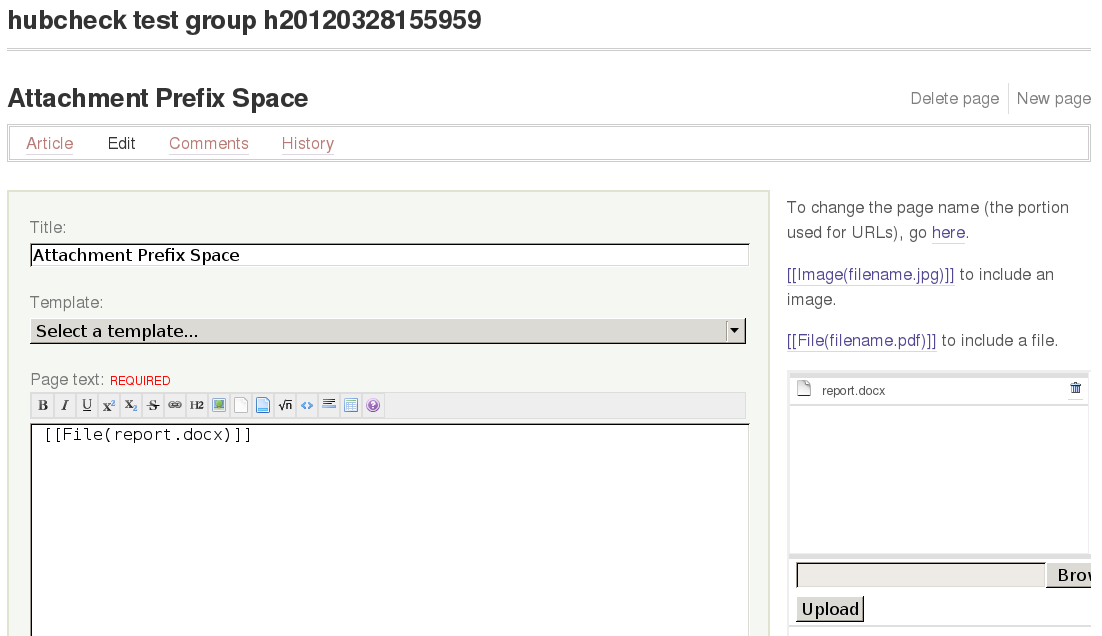 hubcheck test group h20120328155959
Attachment Prefix Space
Delete page New page
Article Edit Comments History
Title:
Attachment Prefix Space
Template:
Select a template...
Page text: REQUIRED
B I U x² X₂ S H2 √n <>
[[File(report.docx)]]
To change the page name (the portion
used for URLs), go here.
[[Image(filename.jpg)]] to include an
image.
[[File(filename.pdf)]] to include a file.
report.docx
Brow
Upload